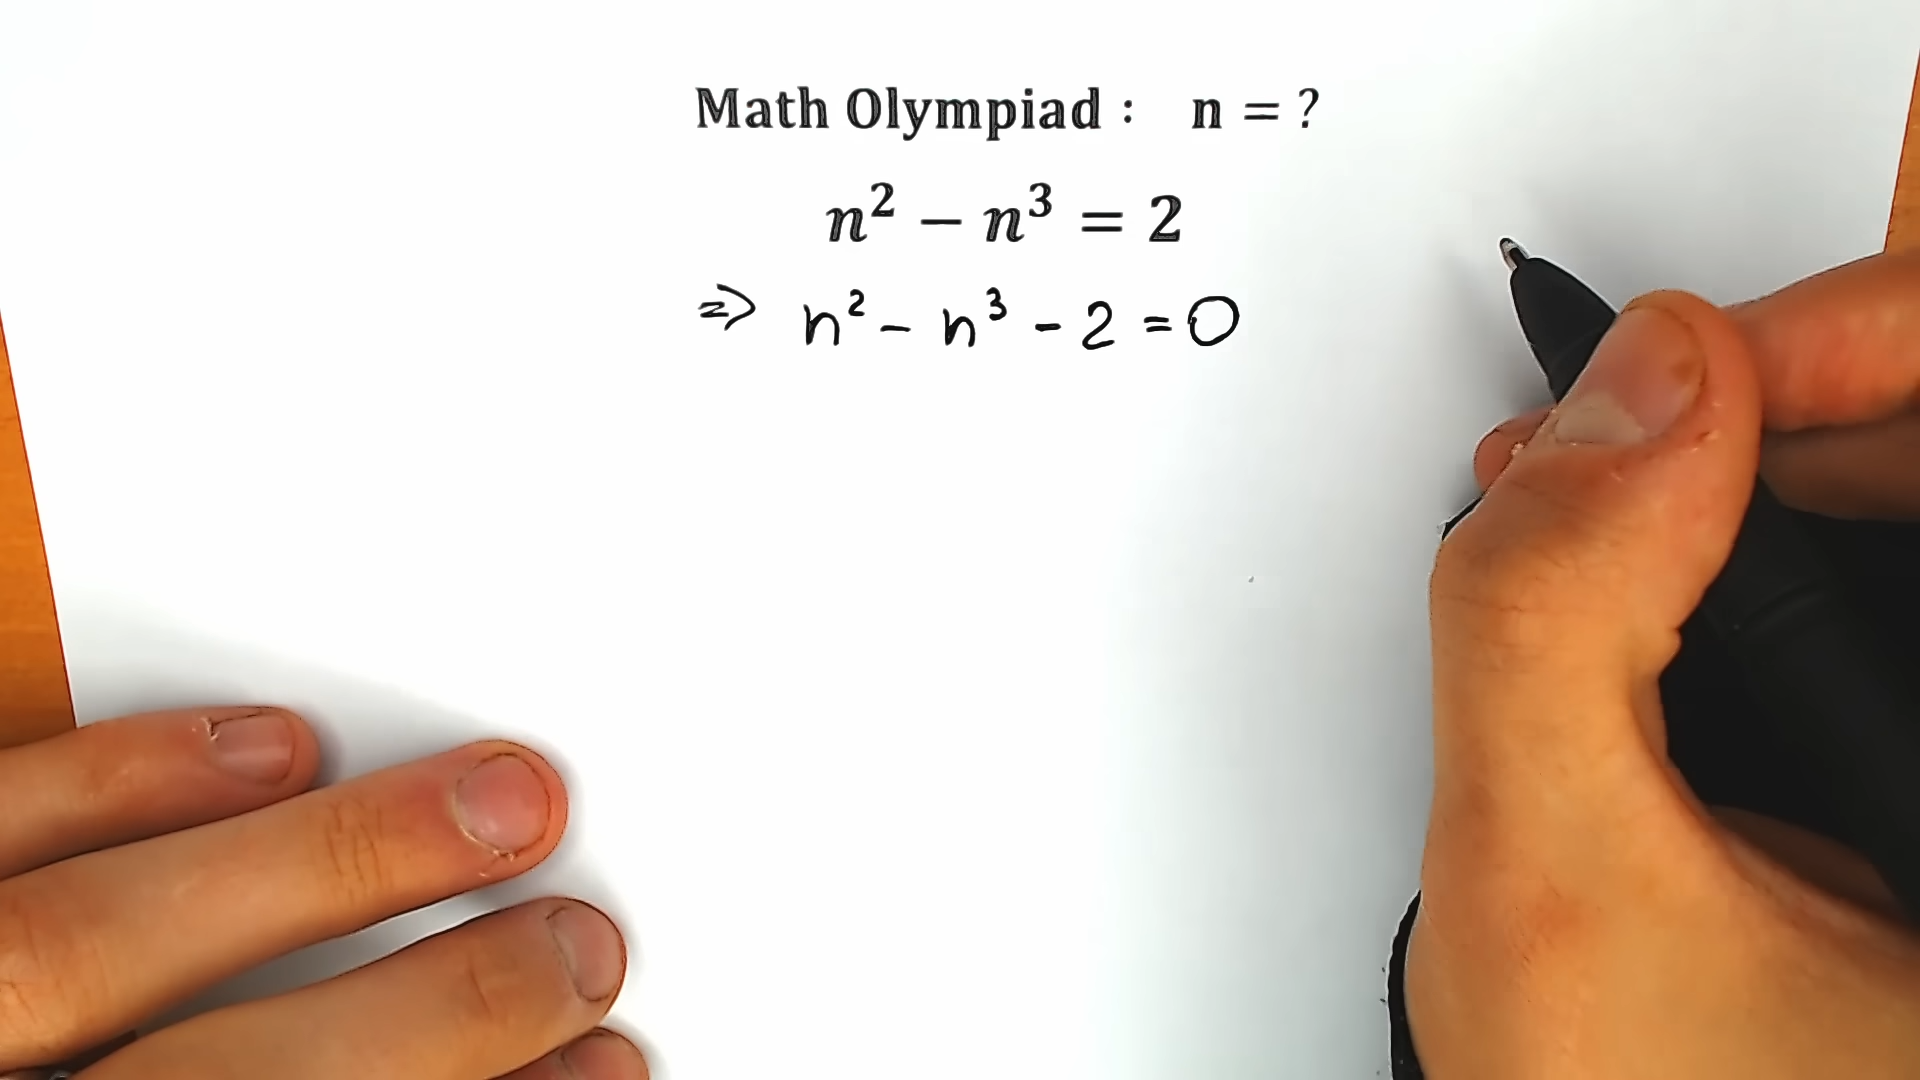 Math Olympiad : n = ?
n² − n³ = 2
⇒ n² − n³ − 2 = 0